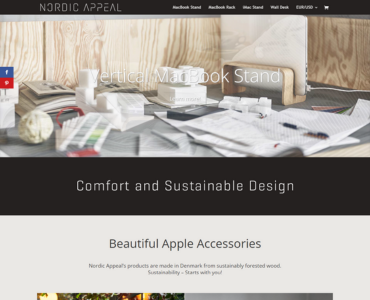 NORDIC APPEAL
MacBook Stand MacBook Rack iMac Stand Wall Desk EUR/USD
Vertical MacBook Stand
Comfort and Sustainable Design
Beautiful Apple Accessories
Nordic Appeal's products are made in Denmark from sustainably forested wood.
Sustainability – Starts with you!